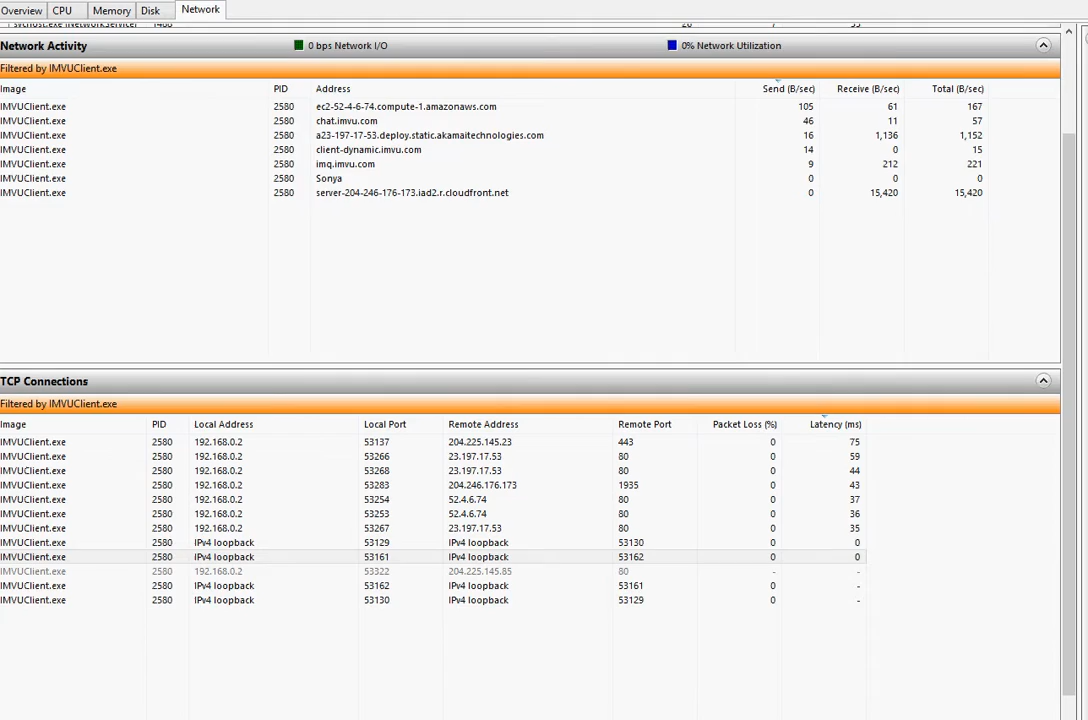 Overview CPU Memory Disk Network
svchost.exe (NetworkService) 1468
Network Activity 0 bps Network I/O 0% Network Utilization
Filtered by IMVUClient.exe
Image PID Address Send (B/sec) Receive (B/sec) Total (B/sec)
IMVUClient.exe 2580 ec2-52-4-6-74.compute-1.amazonaws.com 105 61 167
IMVUClient.exe 2580 chat.imvu.com 46 11 57
IMVUClient.exe 2580 a23-197-17-53.deploy.static.akamaitechnologies.com 16 1,136 1,152
IMVUClient.exe 2580 client-dynamic.imvu.com 14 0 15
IMVUClient.exe 2580 imq.imvu.com 9 212 221
IMVUClient.exe 2580 Sonya 0 0 0
IMVUClient.exe 2580 server-204-246-176-173.iad2.r.cloudfront.net 0 15,420 15,420
TCP Connections
Filtered by IMVUClient.exe
Image PID Local Address Local Port Remote Address Remote Port Packet Loss (%) Latency (ms)
IMVUClient.exe 2580 192.168.0.2 53137 204.225.145.23 443 0 75
IMVUClient.exe 2580 192.168.0.2 53266 23.197.17.53 80 0 59
IMVUClient.exe 2580 192.168.0.2 53268 23.197.17.53 80 0 44
IMVUClient.exe 2580 192.168.0.2 53283 204.246.176.173 1935 0 43
IMVUClient.exe 2580 192.168.0.2 53254 52.4.6.74 80 0 37
IMVUClient.exe 2580 192.168.0.2 53253 52.4.6.74 80 0 36
IMVUClient.exe 2580 192.168.0.2 53267 23.197.17.53 80 0 35
IMVUClient.exe 2580 IPv4 loopback 53129 IPv4 loopback 53130 0 0
IMVUClient.exe 2580 IPv4 loopback 53161 IPv4 loopback 53162 0 0
IMVUClient.exe 2580 192.168.0.2 53322 204.225.145.85 80 - -
IMVUClient.exe 2580 IPv4 loopback 53162 IPv4 loopback 53161 0 -
IMVUClient.exe 2580 IPv4 loopback 53130 IPv4 loopback 53129 0 -